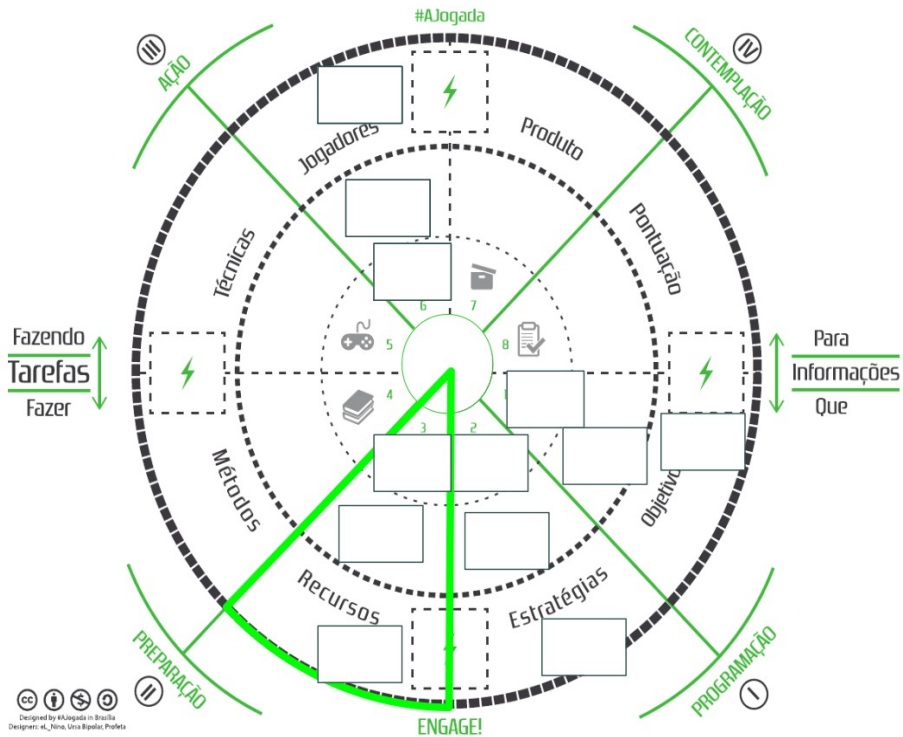 #AJogada
III
AÇÃO
IV
CONTEMPLAÇÃO
Jogadores
Produto
Técnicas
Pontuação
6
7
5
8
Fazendo
Tarefas
Fazer
Para
Informações
Que
4
3
2
Métodos
Recursos
Estratégias
Objetivo
PREPARAÇÃO
II
PROGRAMAÇÃO
I
ENGAGE!
cc
Designed by #AJogada in Brasília
Designers: eL_Nino, Ursa Bipolar, Profeta